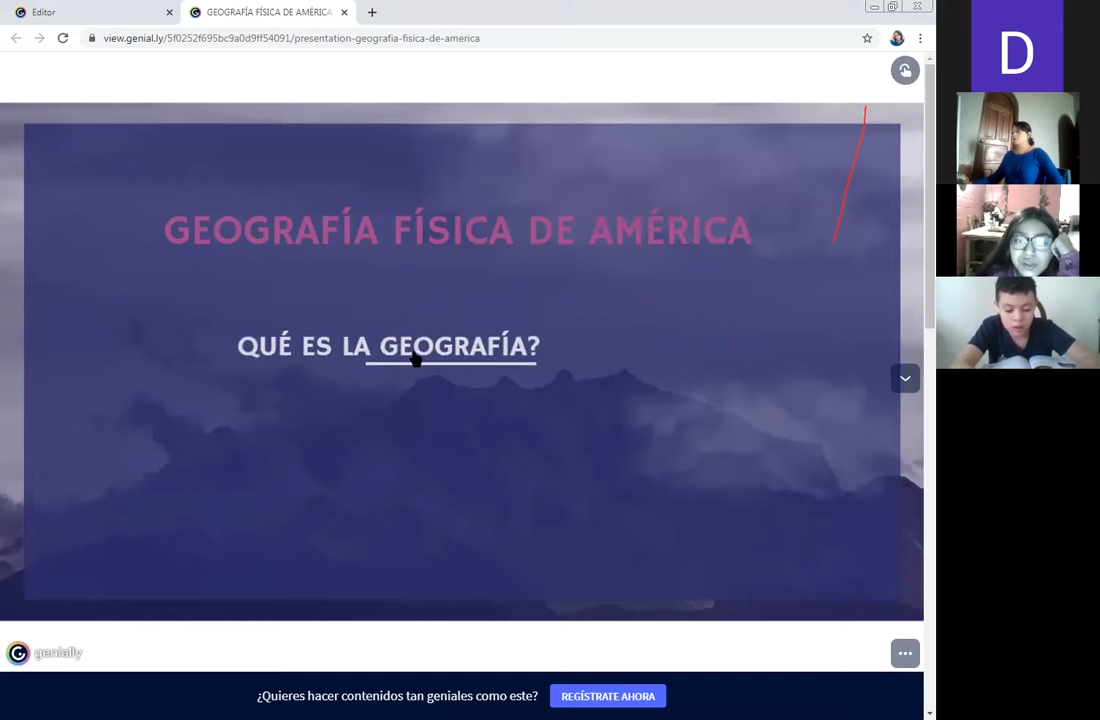 Editor
GEOGRAFÍA FÍSICA DE AMÉRICA
view.genial.ly/5f0252f695bc9a0d9ff54091/presentation-geografia-fisica-de-america
D
GEOGRAFÍA FÍSICA DE AMÉRICA
QUÉ ES LA GEOGRAFÍA?
genially
¿Quieres hacer contenidos tan geniales como este? REGÍSTRATE AHORA